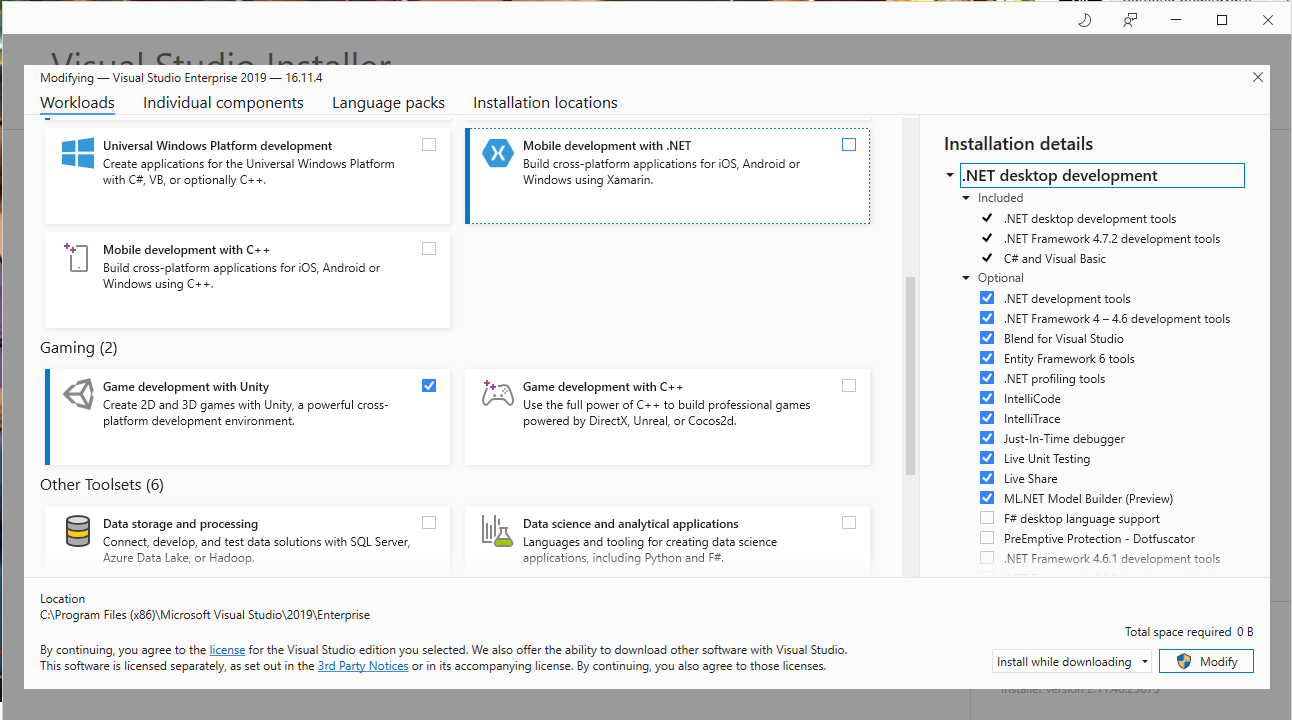 Visual Studio Installer
Modifying — Visual Studio Enterprise 2019 — 16.11.4
Workloads
Individual components
Language packs
Installation locations
Universal Windows Platform development
Create applications for the Universal Windows Platform
with C#, VB, or optionally C++.
Mobile development with .NET
Build cross-platform applications for iOS, Android or
Windows using Xamarin.
Mobile development with C++
Build cross-platform applications for iOS, Android or
Windows using C++.
Gaming (2)
Game development with Unity
Create 2D and 3D games with Unity, a powerful cross-
platform development environment.
Game development with C++
Use the full power of C++ to build professional games
powered by DirectX, Unreal, or Cocos2d.
Other Toolsets (6)
Data storage and processing
Connect, develop, and test data solutions with SQL Server,
Azure Data Lake, or Hadoop.
Data science and analytical applications
Languages and tooling for creating data science
applications, including Python and F#.
Installation details
.NET desktop development
Included
.NET desktop development tools
.NET Framework 4.7.2 development tools
C# and Visual Basic
Optional
.NET development tools
.NET Framework 4 – 4.6 development tools
Blend for Visual Studio
Entity Framework 6 tools
.NET profiling tools
IntelliCode
IntelliTrace
Just-In-Time debugger
Live Unit Testing
Live Share
ML.NET Model Builder (Preview)
F# desktop language support
PreEmptive Protection - Dotfuscator
.NET Framework 4.6.1 development tools
Location
C:\Program Files (x86)\Microsoft Visual Studio\2019\Enterprise
By continuing, you agree to the license for the Visual Studio edition you selected. We also offer the ability to download other software with Visual Studio.
This software is licensed separately, as set out in the 3rd Party Notices or in its accompanying license. By continuing, you also agree to those licenses.
Total space required 0 B
Install while downloading
Modify